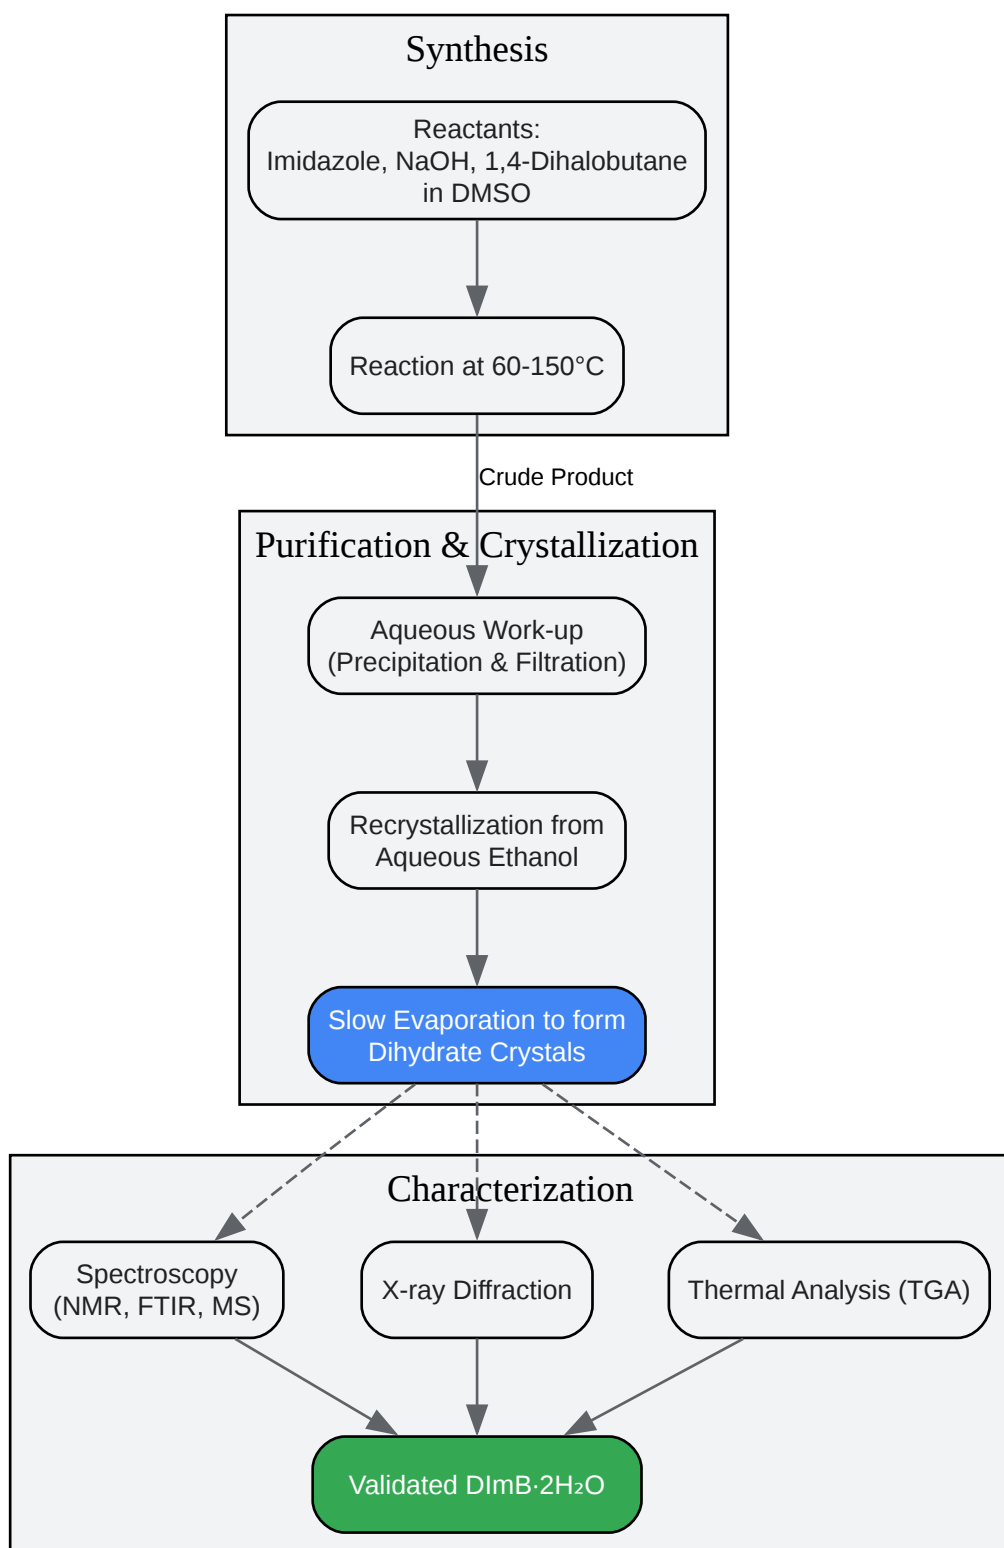 Synthesis
Reactants:
Imidazole, NaOH, 1,4-Dihalobutane
in DMSO
Reaction at 60-150°C
Crude Product
Purification & Crystallization
Aqueous Work-up
(Precipitation & Filtration)
Recrystallization from
Aqueous Ethanol
Slow Evaporation to form
Dihydrate Crystals
Characterization
Spectroscopy
(NMR, FTIR, MS)
X-ray Diffraction
Thermal Analysis (TGA)
Validated DImB·2H₂O